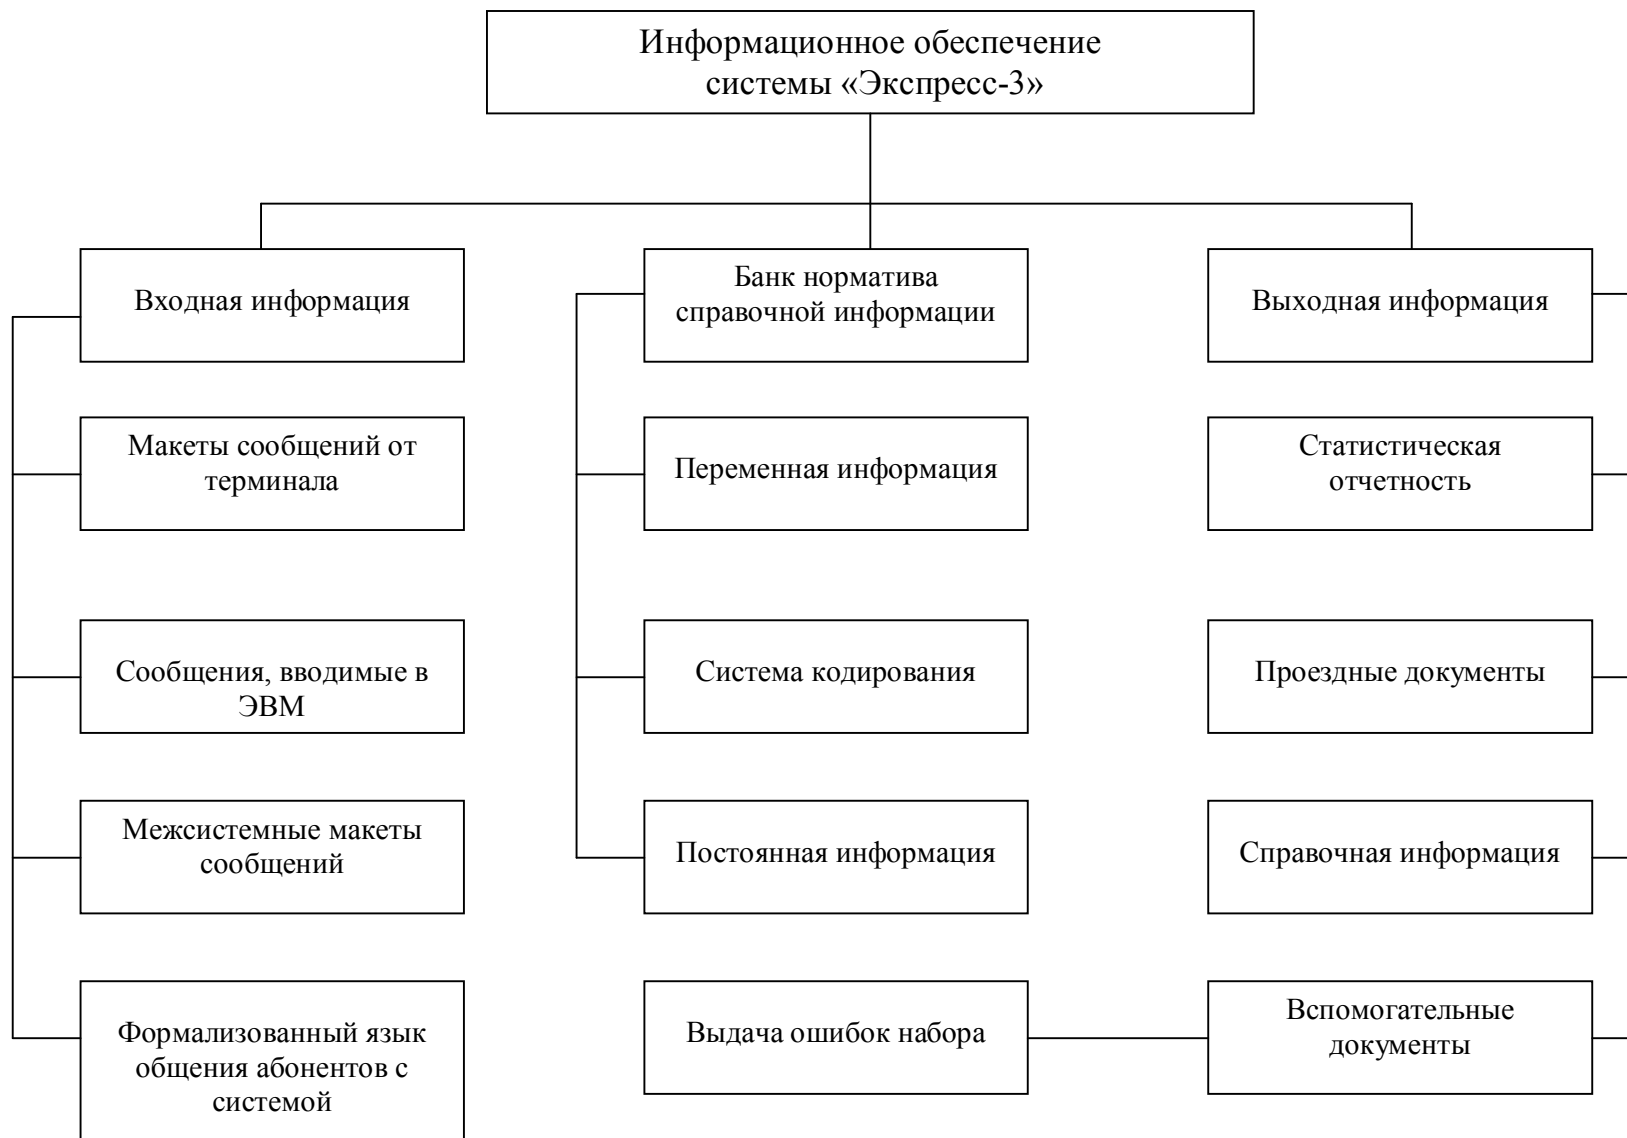 Информационное обеспечение
системы «Экспресс-3»
Входная информация
Банк норматива
справочной информации
Выходная информация
Макеты сообщений от
терминала
Переменная информация
Статистическая
отчетность
Сообщения, вводимые в
ЭВМ
Система кодирования
Проездные документы
Межсистемные макеты
сообщений
Постоянная информация
Справочная информация
Формализованный язык
общения абонентов с
системой
Выдача ошибок набора
Вспомогательные
документы